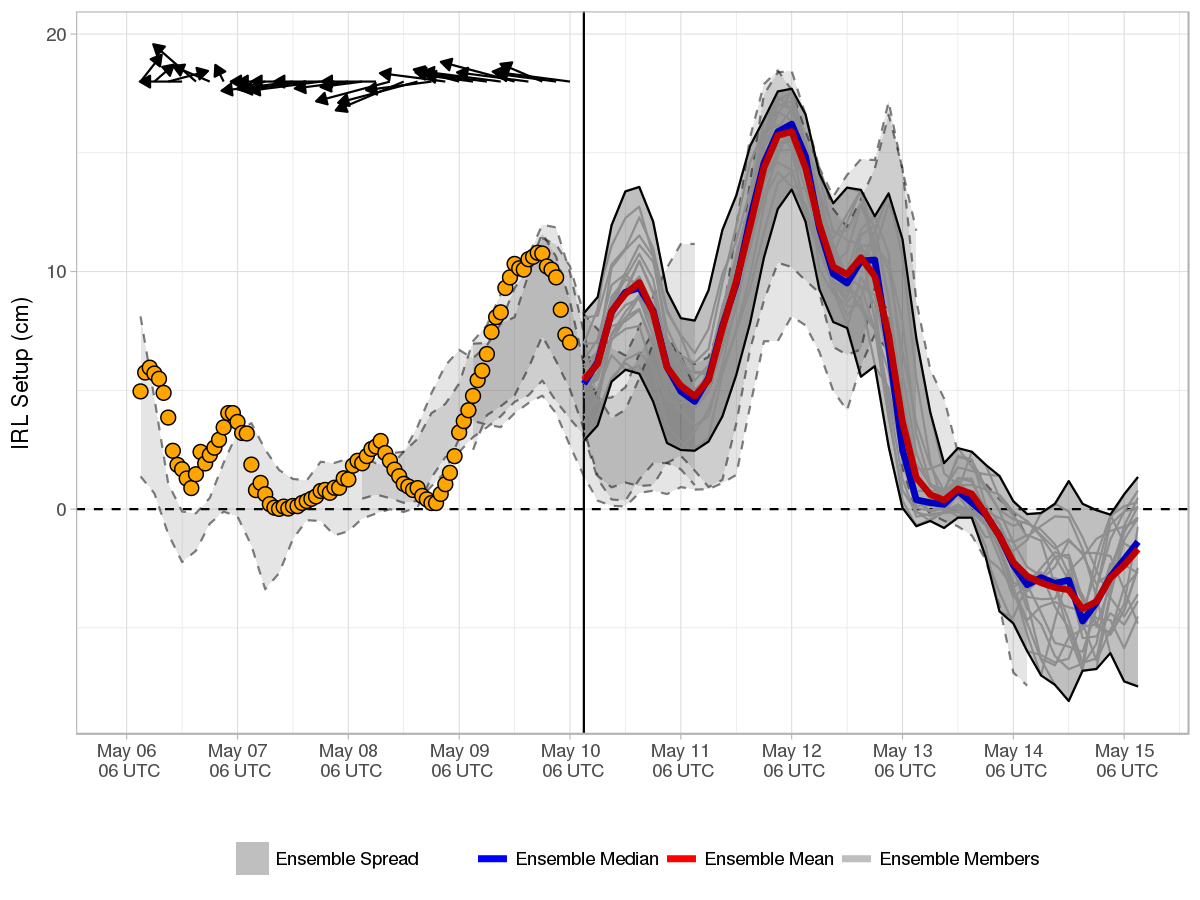 IRL Setup (cm)
20
10
0
May 06 May 07 May 08 May 09 May 10 May 11 May 12 May 13 May 14 May 15
06 UTC 06 UTC 06 UTC 06 UTC 06 UTC 06 UTC 06 UTC 06 UTC 06 UTC 06 UTC
Ensemble Spread Ensemble Median Ensemble Mean Ensemble Members